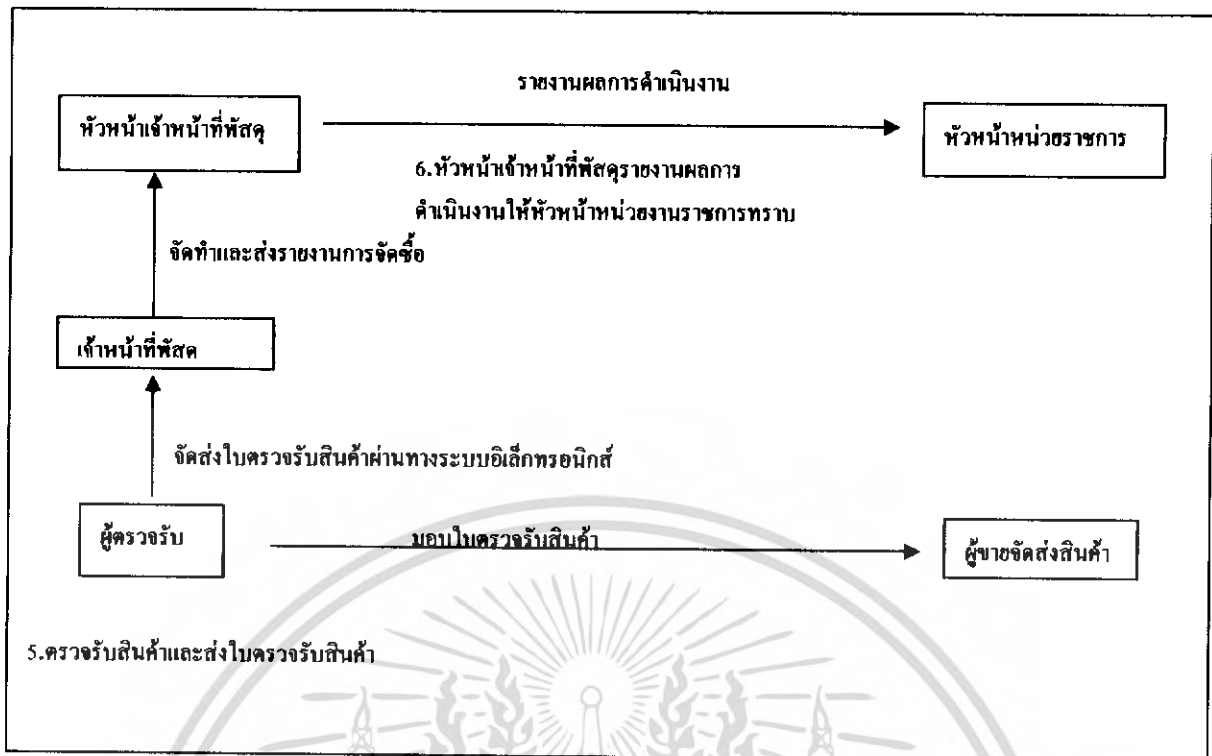 รายงานผลการดำเนินงาน
หัวหน้าเจ้าหน้าที่พัสดุ
หัวหน้าหน่วยราชการ
6.หัวหน้าเจ้าหน้าที่พัสดุรายงานผลการ
ดำเนินงานให้หัวหน้าหน่วยงานราชการทราบ
จัดทำและส่งรายงานการจัดซื้อ
เจ้าหน้าที่พัสด
จัดส่งใบตรวจรับสินค้าผ่านทางระบบอิเล็กทรอนิกส์
ผู้ตรวจรับ
มอบใบตรวจรับสินค้า
ผู้ขายจัดส่งสินค้า
5.ตรวจรับสินค้าและส่งใบตรวจรับสินค้า